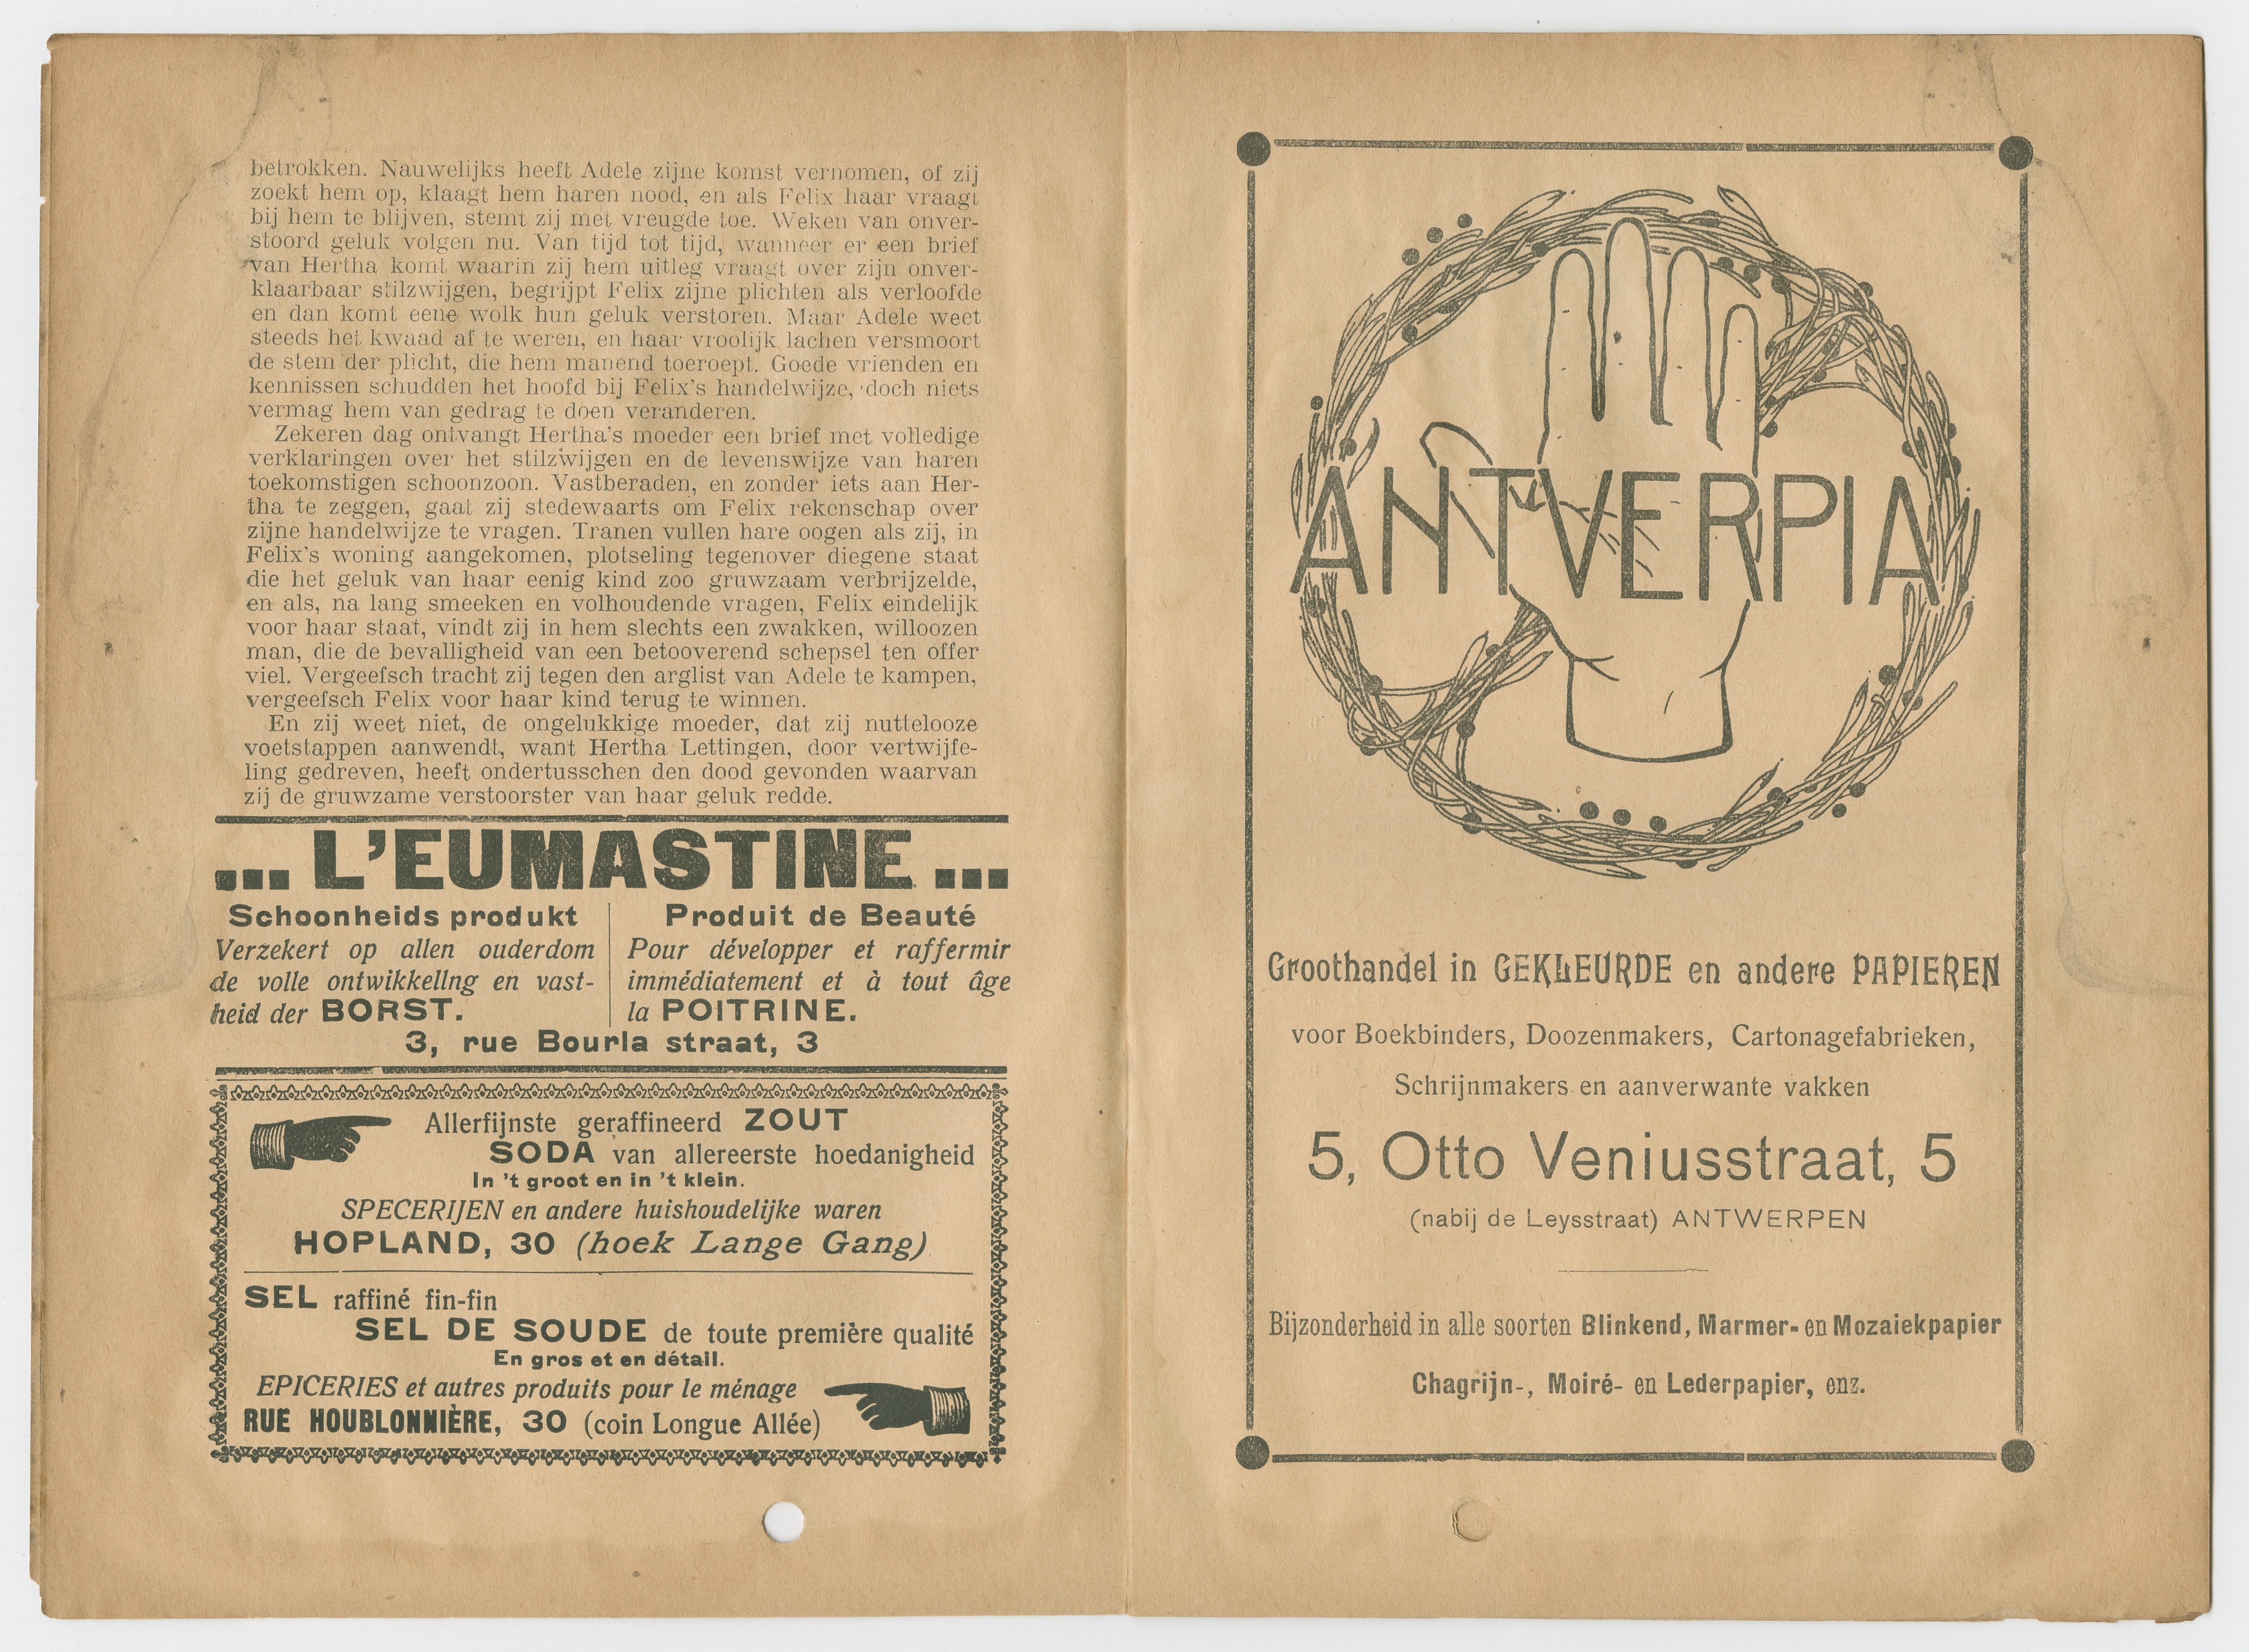 betrokken. Nauwelijks heeft Adele zijne komst vernomen, of zij
zoekt hem op, klaagt hem haren nood, en als Felix haar vraagt
bij hem te blijven, stemt zij met vreugde toe. Weken van onver-
stoord geluk volgen nu. Van tijd tot tijd, wanneer er een brief
van Hertha komt waarin zij hem uitleg vraagt over zijn onver-
klaarbaar stilzwijgen, begrijpt Felix zijne plichten als verloofde
en dan komt eene wolk hun geluk verstoren. Maar Adele weet
steeds het kwaad af te weren, en haar vroolijk lachen versmoort
de stem der plicht, die hem manend toeroept. Goede vrienden en
kennissen schudden het hoofd bij Felix's handelwijze, doch niets
vermag hem van gedrag te doen veranderen.
Zekeren dag ontvangt Hertha's moeder een brief met volledige
verklaringen over het stilzwijgen en de levenswijze van haren
toekomstigen schoonzoon. Vastberaden, en zonder iets aan Her-
tha te zeggen, gaat zij stedewaarts om Felix rekenschap over
zijne handelwijze te vragen. Tranen vullen hare oogen als zij, in
Felix's woning aangekomen, plotseling tegenover diegene staat
die het geluk van haar eenig kind zoo gruwzaam verbrijzelde,
en als, na lang smeeken en volhoudende vragen, Felix eindelijk
voor haar staat, vindt zij in hem slechts een zwakken, willoozen
man, die de bevalligheid van een betooverend schepsel ten offer
viel. Vergeefsch tracht zij tegen den arglist van Adele te kampen,
vergeefsch Felix voor haar kind terug te winnen.
En zij weet niet, de ongelukkige moeder, dat zij nuttelooze
voetstappen aanwendt, want Hertha Lettingen, door vertwijfe-
ling gedreven, heeft ondertusschen den dood gevonden waarvan
zij de gruwzame verstoorster van haar geluk redde.
... L'EUMASTINE ...
Schoonheids produkt
Verzekert op allen ouderdom
de volle ontwikkellng en vast-
heid der BORST.
Produit de Beauté
Pour développer et raffermir
immédiatement et à tout âge
la POITRINE.
3, rue Bourla straat, 3
Allerfijnste geraffineerd ZOUT
SODA van allereerste hoedanigheid
In 't groot en in 't klein.
SPECERIJEN en andere huishoudelijke waren
HOPLAND, 30 (hoek Lange Gang)
SEL raffiné fin-fin
SEL DE SOUDE de toute première qualité
En gros et en détail.
EPICERIES et autres produits pour le ménage
RUE HOUBLONNIÈRE, 30 (coin Longue Allée)
ANTVERPIA
Groothandel in GEKLEURDE en andere PAPIEREN
voor Boekbinders, Doozenmakers, Cartonagefabrieken,
Schrijnmakers en aanverwante vakken
5, Otto Veniusstraat, 5
(nabij de Leysstraat) ANTWERPEN
Bijzonderheid in alle soorten Blinkend, Marmer- en Mozaiekpapier
Chagrijn-, Moiré- en Lederpapier, enz.